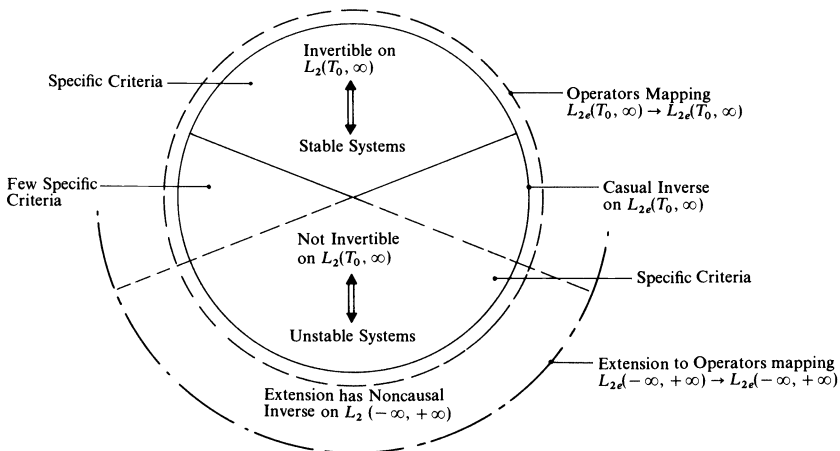 Invertible on
L₂(T₀, ∞)
Specific Criteria
Operators Mapping
L₂ₑ(T₀, ∞) → L₂ₑ(T₀, ∞)
Stable Systems
Few Specific
Criteria
Casual Inverse
on L₂ₑ(T₀, ∞)
Not Invertible
on L₂(T₀, ∞)
Specific Criteria
Unstable Systems
Extension to Operators mapping
L₂ₑ(−∞, +∞) → L₂ₑ(−∞, +∞)
Extension has Noncausal
Inverse on L₂ (−∞, +∞)